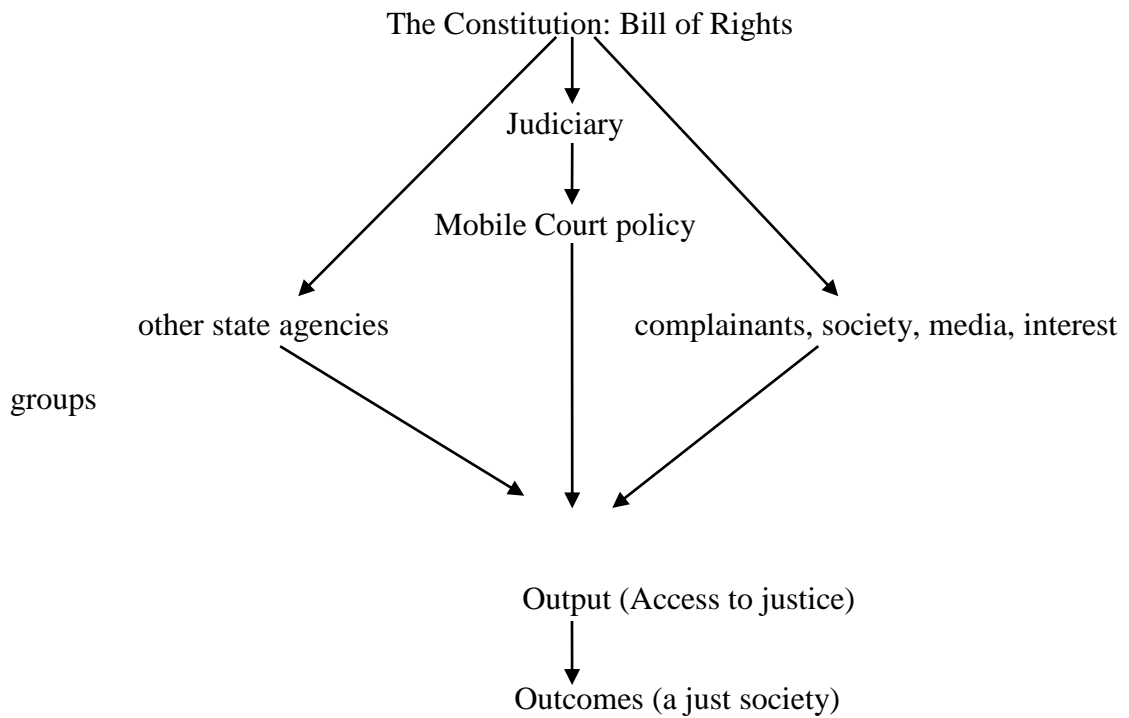 The Constitution: Bill of Rights
Judiciary
Mobile Court policy
other state agencies
complainants, society, media, interest
groups
Output (Access to justice)
Outcomes (a just society)